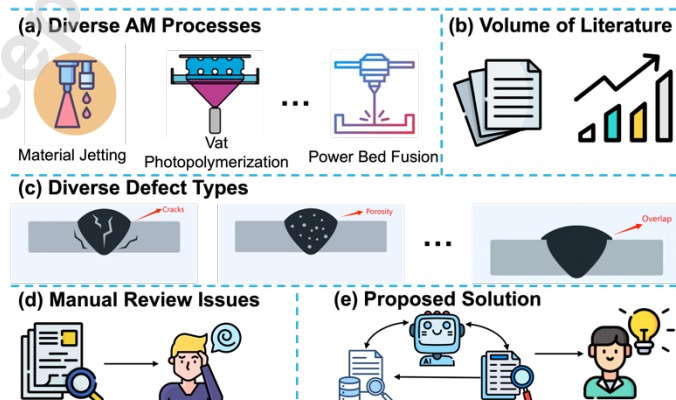 (a) Diverse AM Processes
(b) Volume of Literature
...
Material Jetting
Vat
Photopolymerization
Power Bed Fusion
(c) Diverse Defect Types
Cracks
Porosity
Overlap
...
(d) Manual Review Issues
(e) Proposed Solution
AI